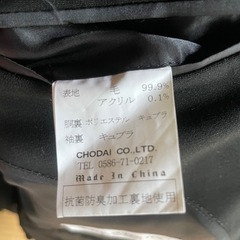 表地 毛 99.9%
アクリル 0.1%
胴裏 ポリエステル キュプラ
袖裏 キュプラ
CHODAI CO.,LTD.
TEL 0586-71-0217
Made In China
抗菌防臭加工裏地使用